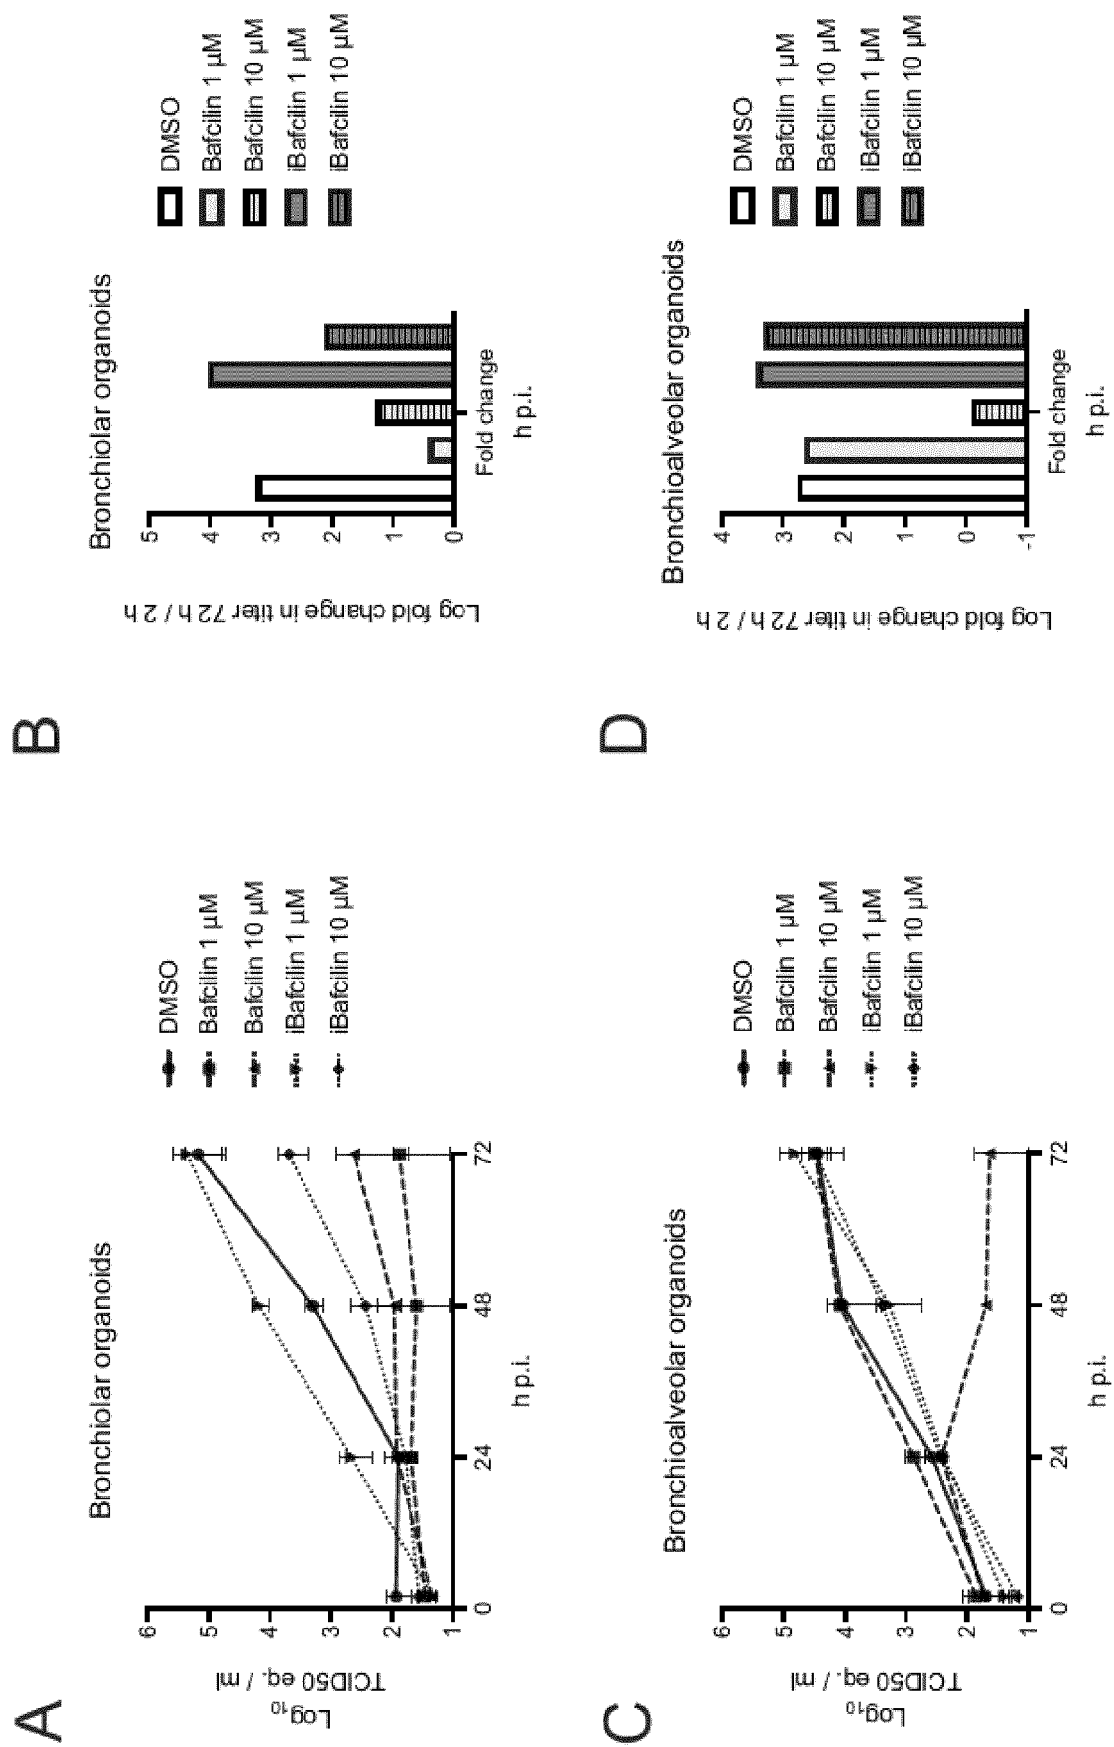 A
Bronchiolar organoids
Log10
TCID50 eq. / ml
6
5
4
3
2
1
0
24
48
72
h p.i.
DMSO
Bafcilin 1 µM
Bafcilin 10 µM
iBafcilin 1 µM
iBafcilin 10 µM
B
Bronchiolar organoids
Log fold change in titer 72 h / 2 h
5
4
3
2
1
0
Fold change
h p.i.
DMSO
Bafcilin 1 µM
Bafcilin 10 µM
iBafcilin 1 µM
iBafcilin 10 µM
C
Bronchioalveolar organoids
Log10
TCID50 eq. / ml
6
5
4
3
2
1
0
24
48
72
h p.i.
DMSO
Bafcilin 1 µM
Bafcilin 10 µM
iBafcilin 1 µM
iBafcilin 10 µM
D
Bronchioalveolar organoids
Log fold change in titer 72 h / 2 h
4
3
2
1
0
-1
Fold change
h p.i.
DMSO
Bafcilin 1 µM
Bafcilin 10 µM
iBafcilin 1 µM
iBafcilin 10 µM